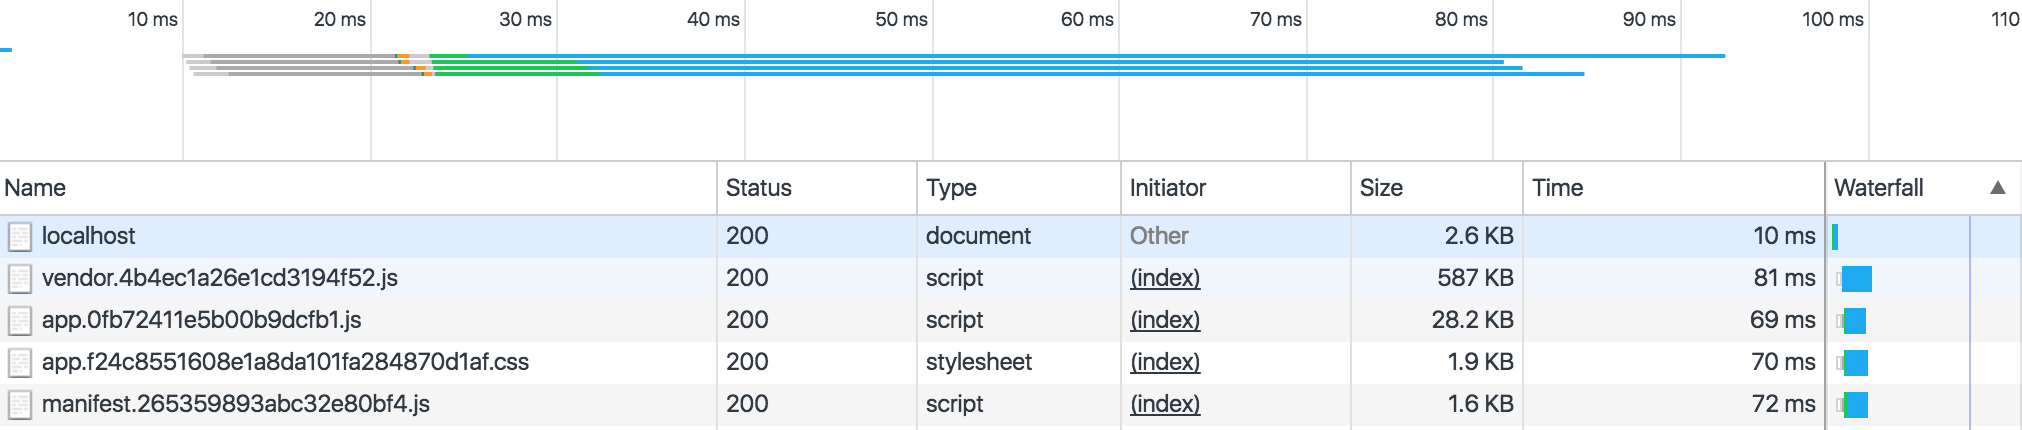 10 ms 20 ms 30 ms 40 ms 50 ms 60 ms 70 ms 80 ms 90 ms 100 ms 110
Name Status Type Initiator Size Time Waterfall ▲
localhost 200 document Other 2.6 KB 10 ms
vendor.4b4ec1a26e1cd3194f52.js 200 script (index) 587 KB 81 ms
app.0fb72411e5b00b9dcfb1.js 200 script (index) 28.2 KB 69 ms
app.f24c8551608e1a8da101fa284870d1af.css 200 stylesheet (index) 1.9 KB 70 ms
manifest.265359893abc32e80bf4.js 200 script (index) 1.6 KB 72 ms